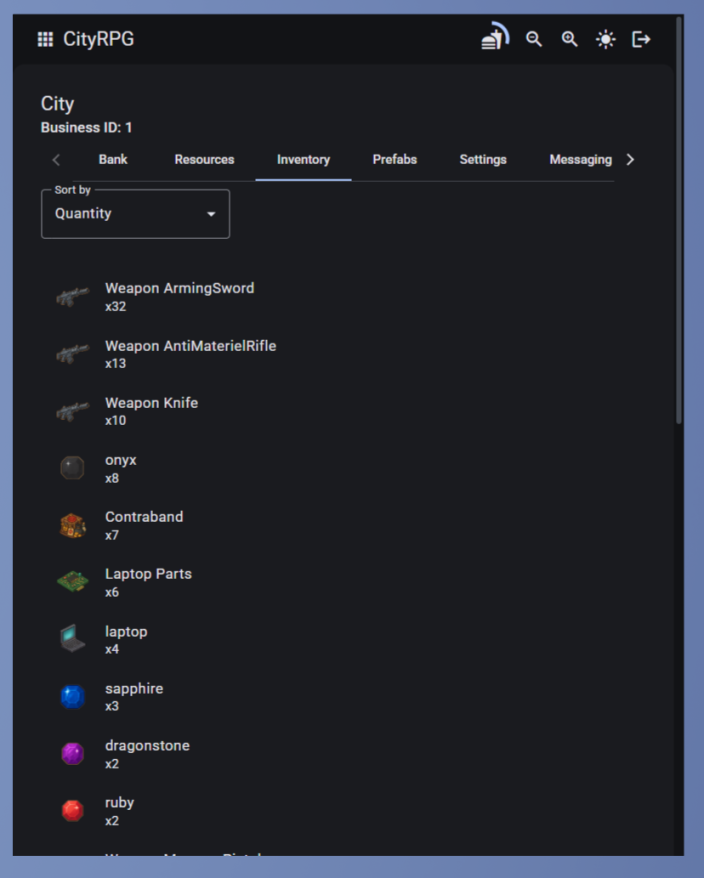 CityRPG
City
Business ID: 1
Bank Resources Inventory Prefabs Settings Messaging
Sort by
Quantity
Weapon ArmingSword
x32
Weapon AntiMaterielRifle
x13
Weapon Knife
x10
onyx
x8
Contraband
x7
Laptop Parts
x6
laptop
x4
sapphire
x3
dragonstone
x2
ruby
x2